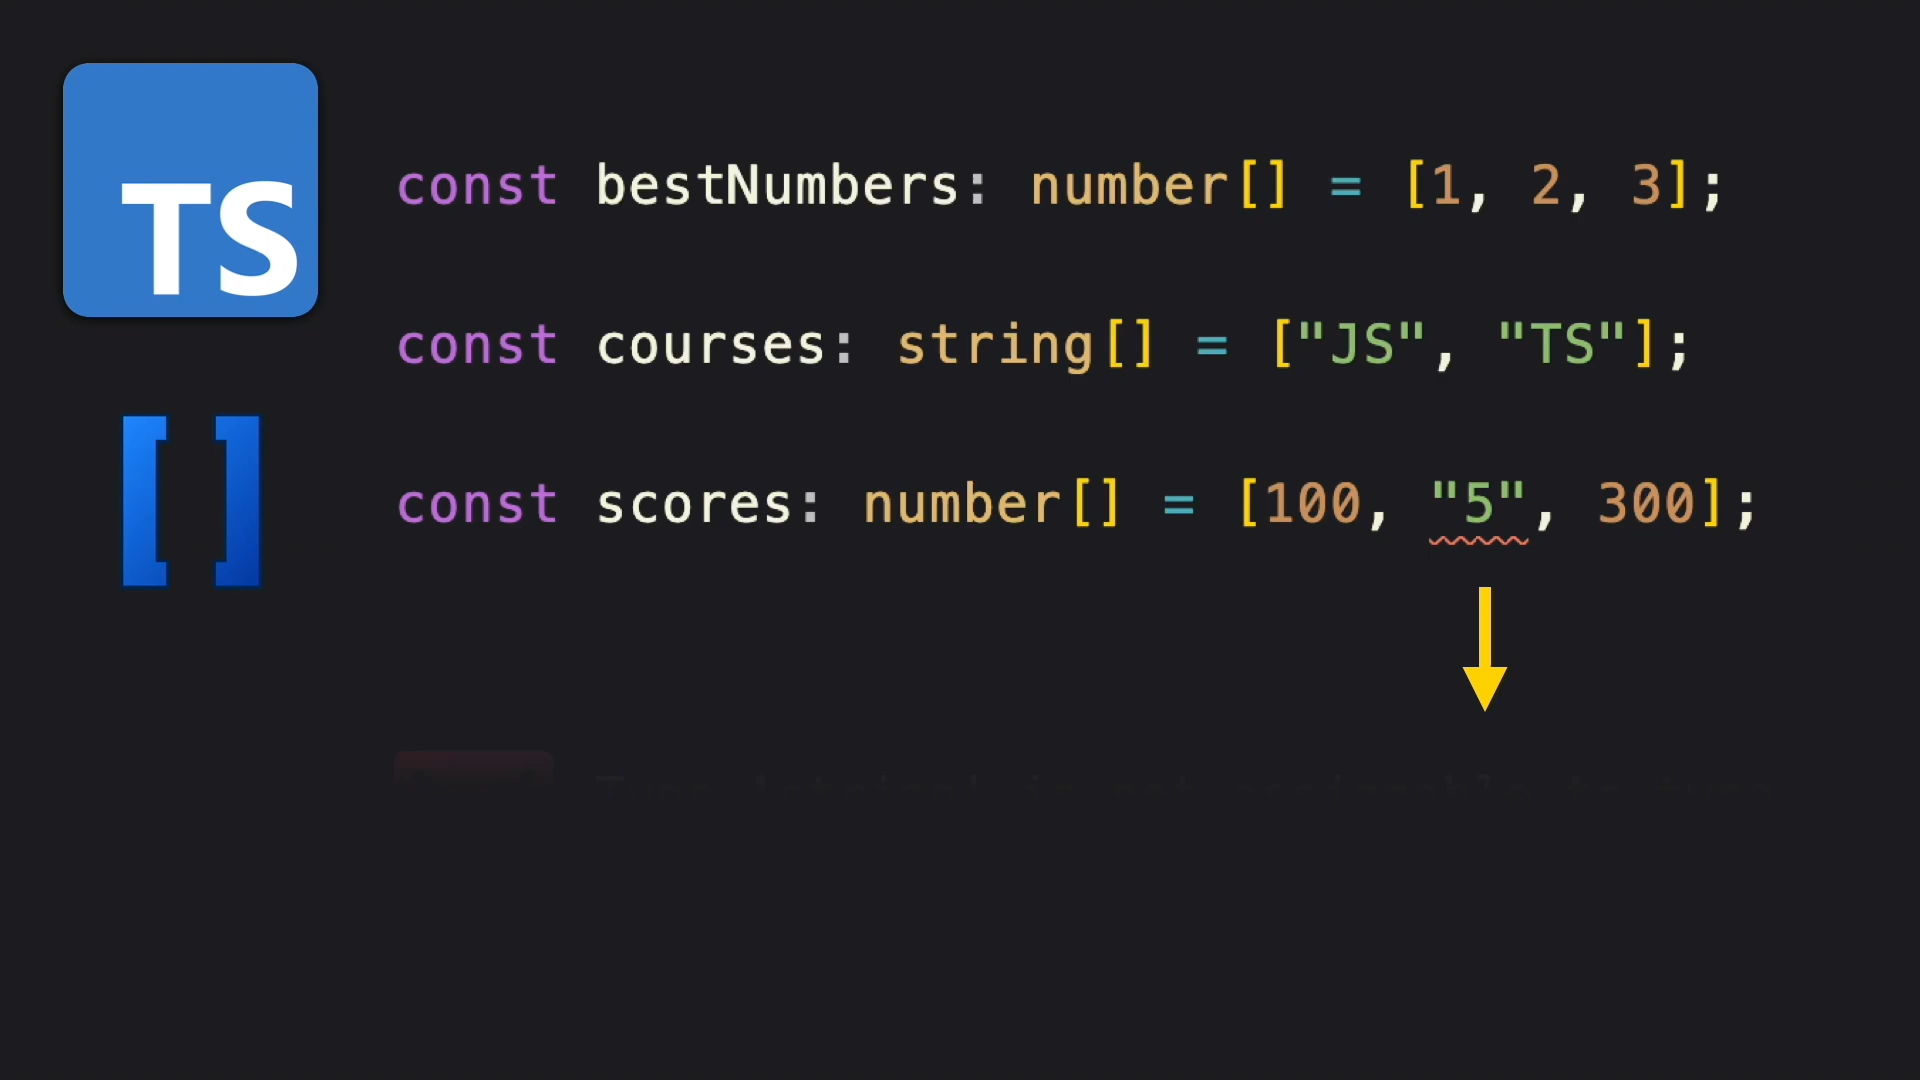 TS
const bestNumbers: number[] = [1, 2, 3];
const courses: string[] = ["JS", "TS"];
[ ]
const scores: number[] = [100, "5", 300];